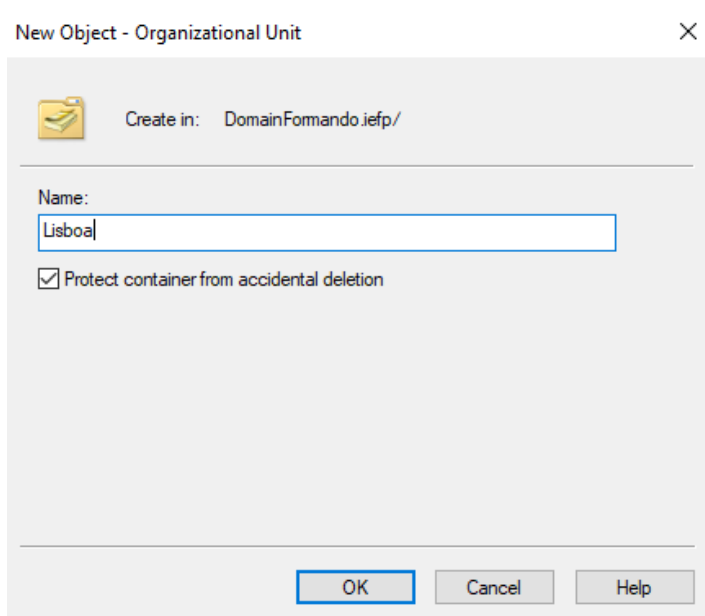 New Object - Organizational Unit
Create in: DomainFormando.iefp/
Name:
Lisboa
Protect container from accidental deletion
OK Cancel Help